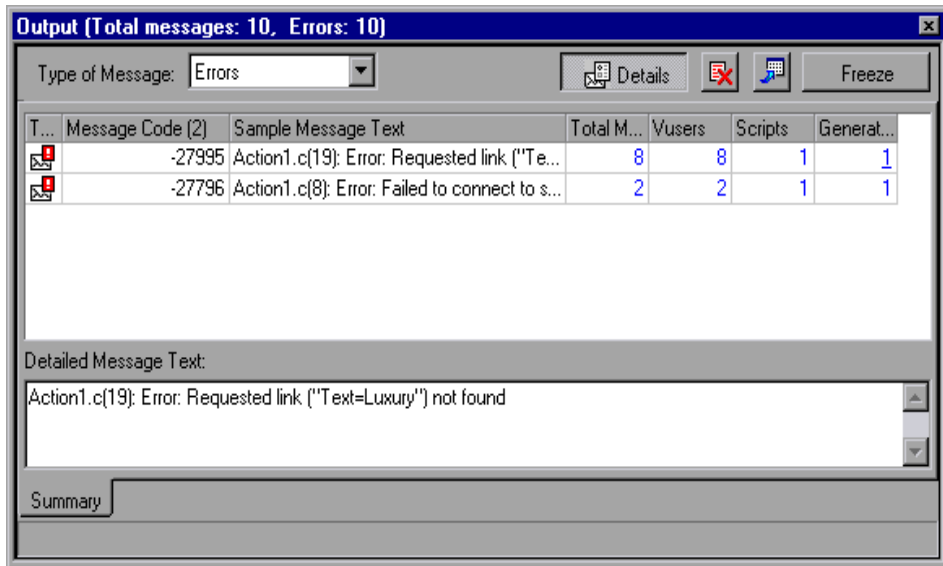 Output (Total messages: 10, Errors: 10)
Type of Message: Errors Details Freeze
T... Message Code (2) Sample Message Text Total M... Vusers Scripts Generat...
-27995 Action1.c(19): Error: Requested link ("Te... 8 8 1 1
-27796 Action1.c(8): Error: Failed to connect to s... 2 2 1 1
Detailed Message Text:
Action1.c(19): Error: Requested link ("Text=Luxury") not found
Summary